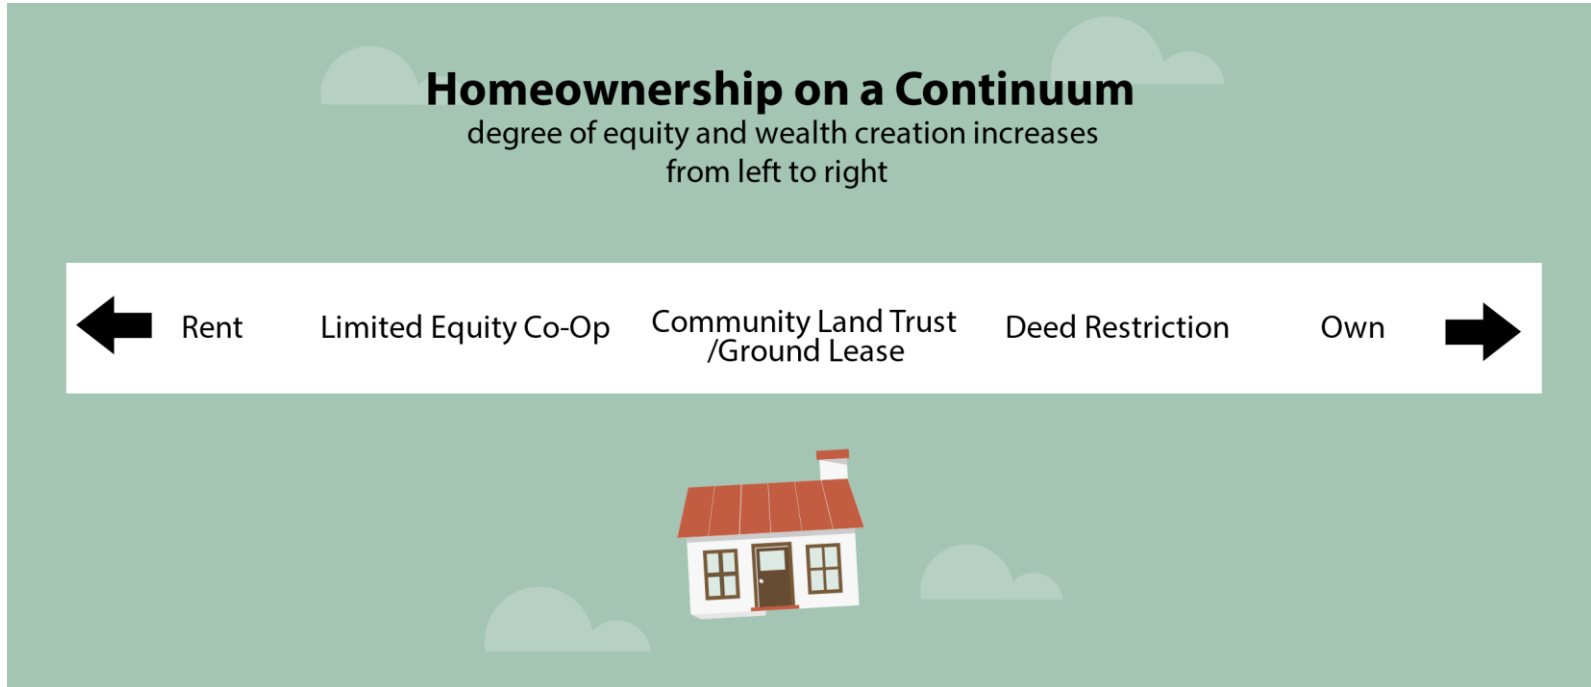 Homeownership on a Continuum
degree of equity and wealth creation increases
from left to right
Rent
Limited Equity Co-Op
Community Land Trust
/Ground Lease
Deed Restriction
Own